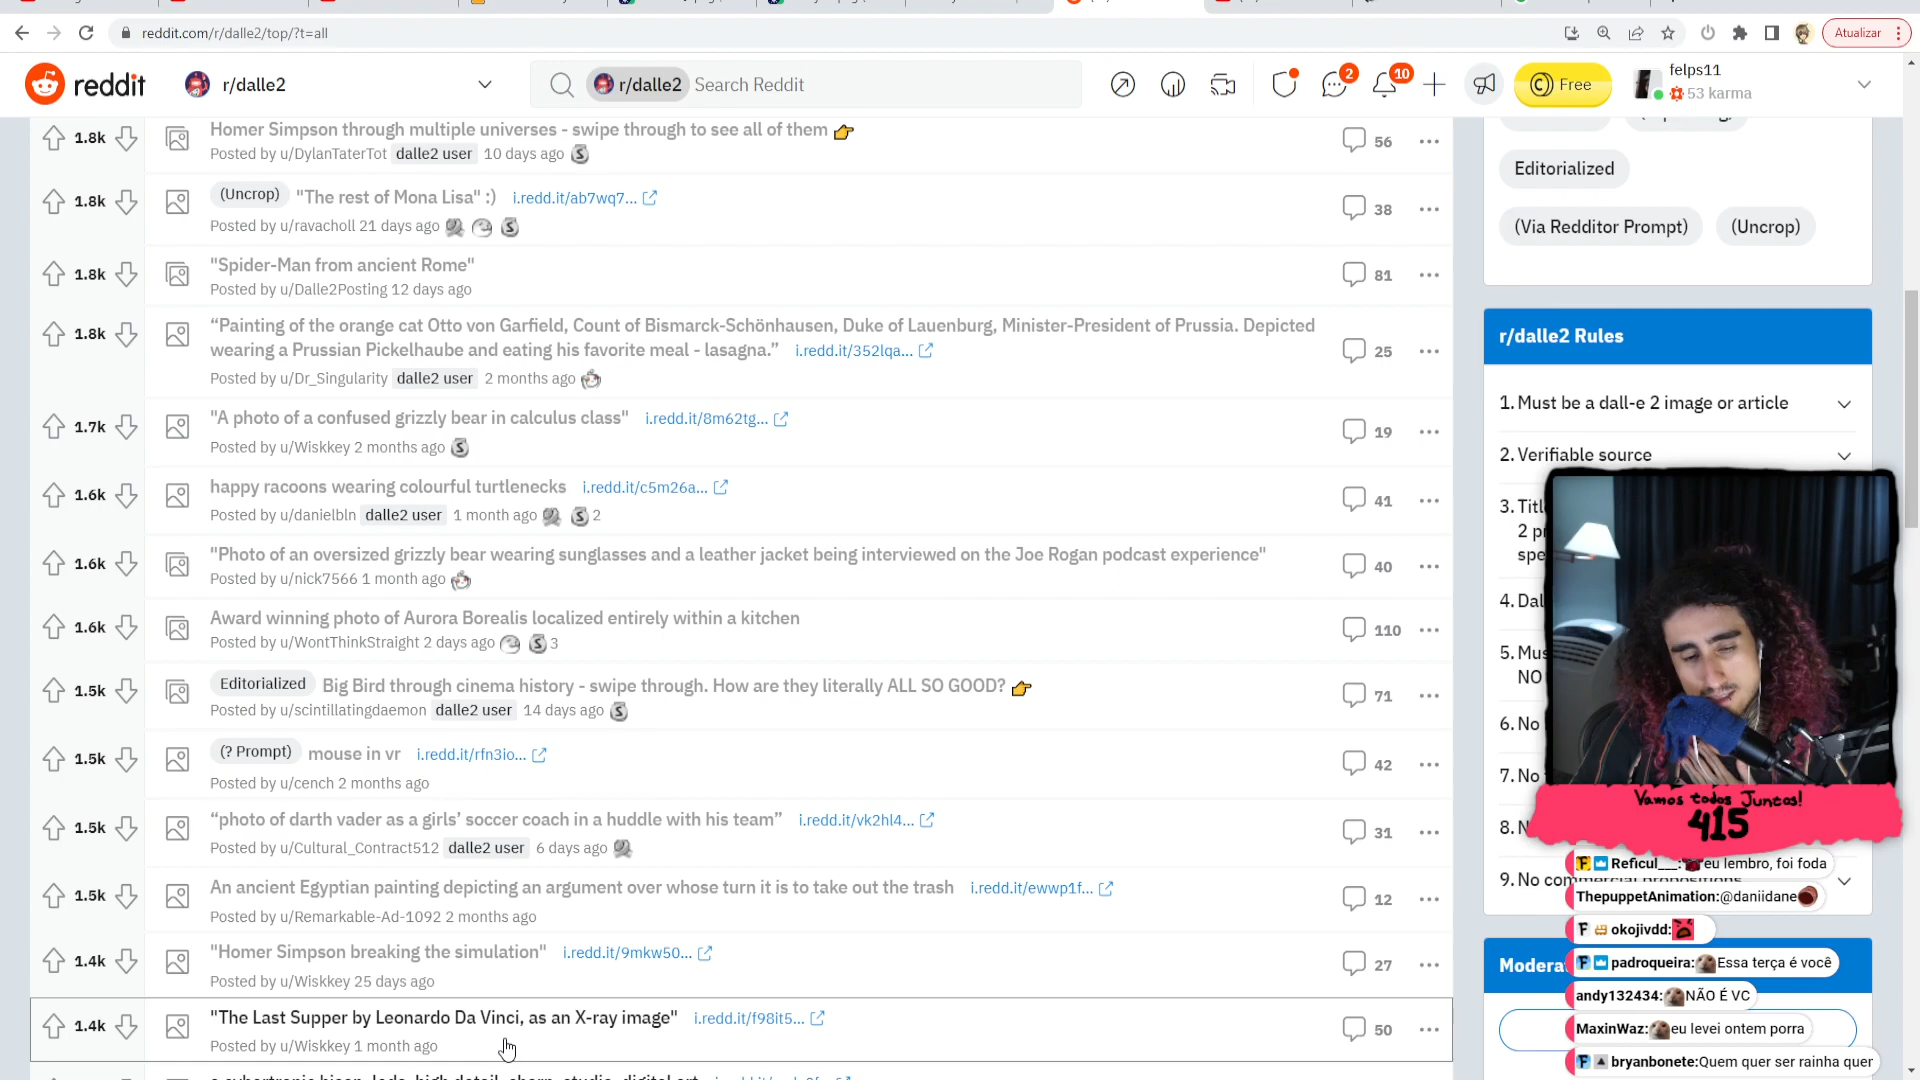 reddit.com/r/dalle2/top/?t=all
Atualizar
reddit
r/dalle2
r/dalle2 Search Reddit
2
10
Free
felps11
53 karma
1.8k
Homer Simpson through multiple universes - swipe through to see all of them 👉
Posted by u/DylanTaterTot dalle2 user 10 days ago
56
1.8k
(Uncrop) "The rest of Mona Lisa" :) i.redd.it/ab7wq7...
Posted by u/ravacholl 21 days ago
38
1.8k
"Spider-Man from ancient Rome"
Posted by u/Dalle2Posting 12 days ago
81
1.8k
“Painting of the orange cat Otto von Garfield, Count of Bismarck-Schönhausen, Duke of Lauenburg, Minister-President of Prussia. Depicted
wearing a Prussian Pickelhaube and eating his favorite meal - lasagna.” i.redd.it/352lqa...
Posted by u/Dr_Singularity dalle2 user 2 months ago
25
1.7k
"A photo of a confused grizzly bear in calculus class" i.redd.it/8m62tg...
Posted by u/Wiskkey 2 months ago
19
1.6k
happy racoons wearing colourful turtlenecks i.redd.it/c5m26a...
Posted by u/danielbln dalle2 user 1 month ago 2
41
1.6k
"Photo of an oversized grizzly bear wearing sunglasses and a leather jacket being interviewed on the Joe Rogan podcast experience"
Posted by u/nick7566 1 month ago
40
1.6k
Award winning photo of Aurora Borealis localized entirely within a kitchen
Posted by u/WontThinkStraight 2 days ago 3
110
1.5k
Editorialized Big Bird through cinema history - swipe through. How are they literally ALL SO GOOD? 👉
Posted by u/scintillatingdaemon dalle2 user 14 days ago
71
1.5k
(? Prompt) mouse in vr i.redd.it/rfn3io...
Posted by u/cench 2 months ago
42
1.5k
“photo of darth vader as a girls’ soccer coach in a huddle with his team” i.redd.it/vk2hl4...
Posted by u/Cultural_Contract512 dalle2 user 6 days ago
31
1.5k
An ancient Egyptian painting depicting an argument over whose turn it is to take out the trash i.redd.it/ewwp1f...
Posted by u/Remarkable-Ad-1092 2 months ago
12
1.4k
"Homer Simpson breaking the simulation" i.redd.it/9mkw50...
Posted by u/Wiskkey 25 days ago
27
1.4k
"The Last Supper by Leonardo Da Vinci, as an X-ray image" i.redd.it/f98it5...
Posted by u/Wiskkey 1 month ago
50
Editorialized
(Via Redditor Prompt) (Uncrop)
r/dalle2 Rules
1. Must be a dall-e 2 image or article
2. Verifiable source
3.
4.
5.
NO
6. No
7. No
8.
9. No
Vamos todos Juntos!
415
Reficul___: eu lembro, foi foda
ThepuppetAnimation:@daniidane
okojivdd:
padroqueira: Essa terça é você
andy132434: NÃO É VC
MaxinWaz: eu levei ontem porra
bryanbonete:Quem quer ser rainha quer